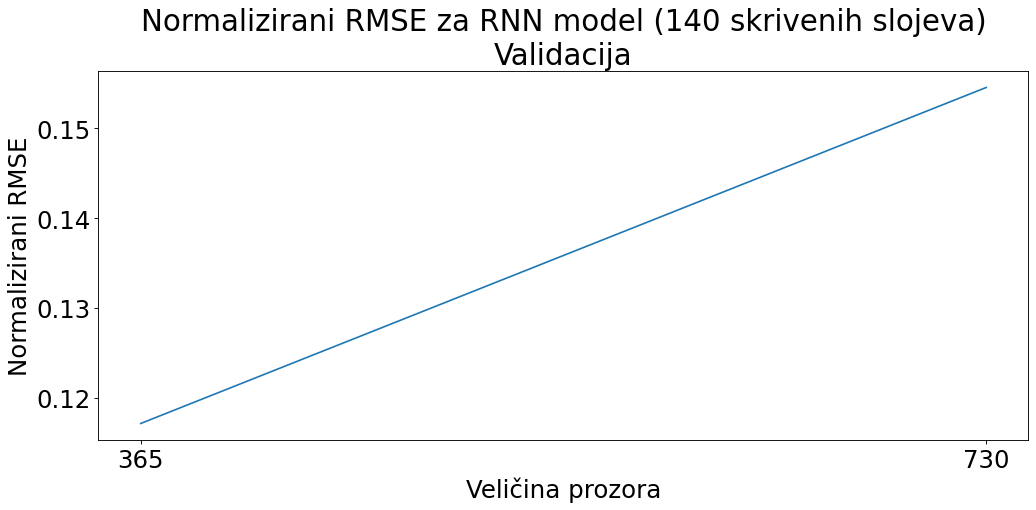 Normalizirani RMSE za RNN model (140 skrivenih slojeva)
Validacija
Normalizirani RMSE
0.15
0.14
0.13
0.12
365
730
Veličina prozora